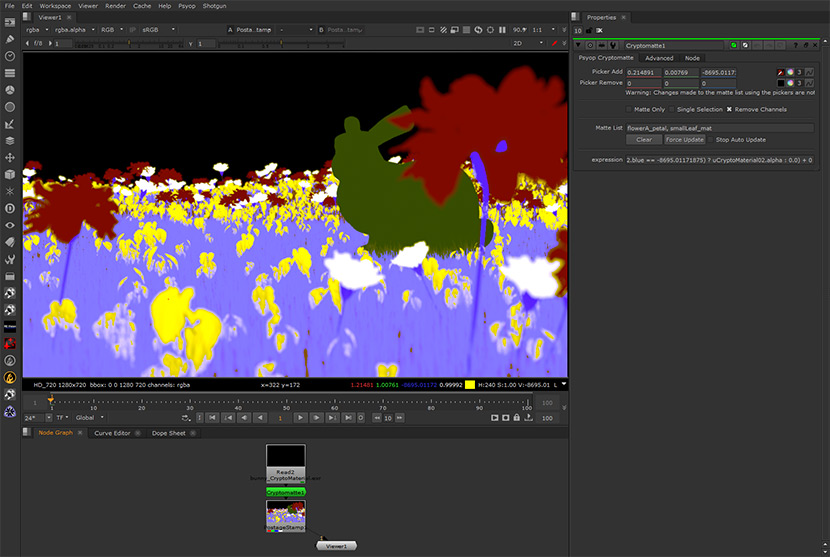 File Edit Workspace Viewer Render Cache Help Psyop Shotgun
Viewer1
rgba rgba.alpha RGB IP sRGB A Posta..tamp - B Posta..tamp 90.% 1:1
f/8 1 Y 1 2D
HD_720 1280x720 bbox: 0 0 1280 720 channels: rgba x=322 y=172 1.21481 1.00761 -8695.01172 0.99992 H:240 S:1.00 V:-8695.01 L
1 1 10 20 30 40 50 60 70 80 90 100 100
24* TF Global 1 10 100
Node Graph Curve Editor Dope Sheet
Read2
bunny_CryptoMaterial.exr
Cryptomatte1
PostageStamp
Viewer1
Properties
10
Cryptomatte1
Psyop Cryptomatte Advanced Node
Picker Add 0.214891 0.00769 -8695.0117 3
Picker Remove 0 0 0 3
Warning: Changes made to the matte list using the pickers are not
Matte Only Single Selection Remove Channels
Matte List flowerA_petal, smallLeaf_mat
Clear Force Update Stop Auto Update
expression 2.blue == -8695.01171875) ? uCryptoMaterial02.alpha : 0.0) + 0